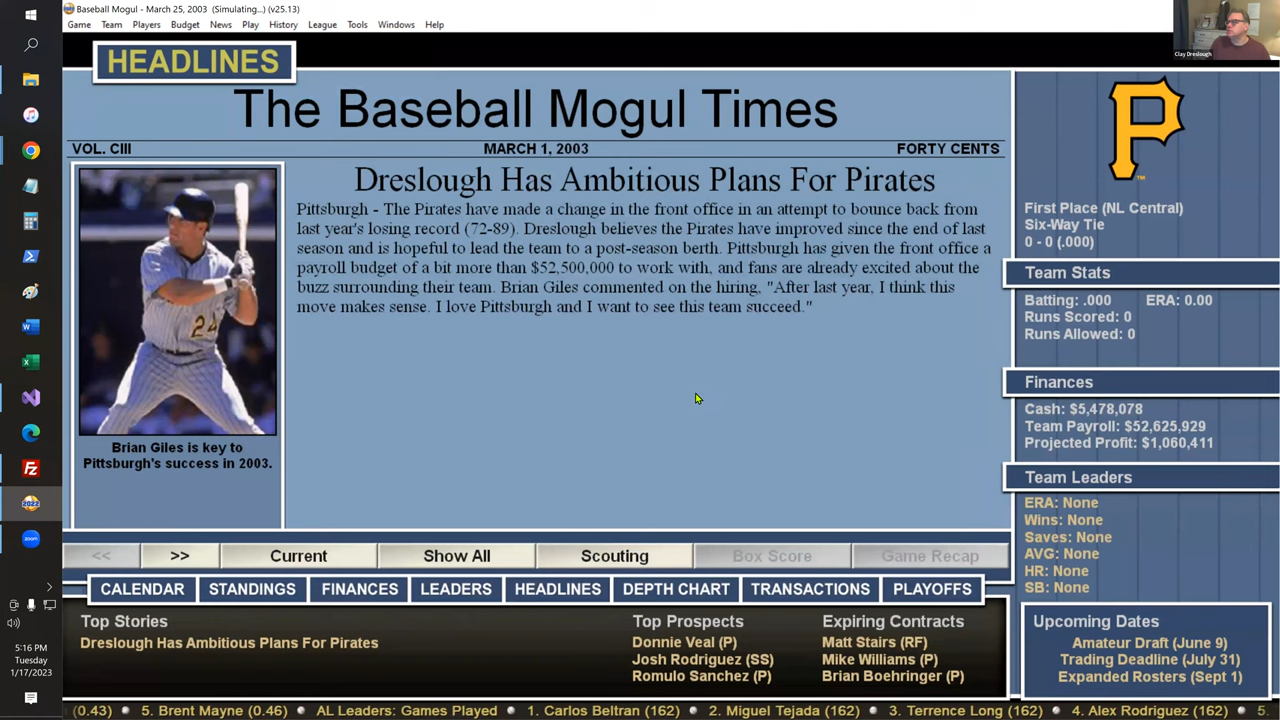 Baseball Mogul - March 25, 2003 (Simulating...) (v25.13)
Game Team Players Budget News Play History League Tools Windows Help
Clay Dreslough
HEADLINES
The Baseball Mogul Times
VOL. CIII MARCH 1, 2003 FORTY CENTS
24
Brian Giles is key to
Pittsburgh's success in 2003.
Dreslough Has Ambitious Plans For Pirates
Pittsburgh - The Pirates have made a change in the front office in an attempt to bounce back from
last year's losing record (72-89). Dreslough believes the Pirates have improved since the end of last
season and is hopeful to lead the team to a post-season berth. Pittsburgh has given the front office a
payroll budget of a bit more than $52,500,000 to work with, and fans are already excited about the
buzz surrounding their team. Brian Giles commented on the hiring, "After last year, I think this
move makes sense. I love Pittsburgh and I want to see this team succeed."
P
TM
First Place (NL Central)
Six-Way Tie
0 - 0 (.000)
Team Stats
Batting: .000 ERA: 0.00
Runs Scored: 0
Runs Allowed: 0
Finances
Cash: $5,478,078
Team Payroll: $52,625,929
Projected Profit: $1,060,411
Team Leaders
ERA: None
Wins: None
Saves: None
AVG: None
HR: None
SB: None
Upcoming Dates
Amateur Draft (June 9)
Trading Deadline (July 31)
Expanded Rosters (Sept 1)
<< >> Current Show All Scouting Box Score Game Recap
CALENDAR STANDINGS FINANCES LEADERS HEADLINES DEPTH CHART TRANSACTIONS PLAYOFFS
Top Stories
Dreslough Has Ambitious Plans For Pirates
Top Prospects
Donnie Veal (P)
Josh Rodriguez (SS)
Romulo Sanchez (P)
Expiring Contracts
Matt Stairs (RF)
Mike Williams (P)
Brian Boehringer (P)
(0.43) • 5. Brent Mayne (0.46) • AL Leaders: Games Played • 1. Carlos Beltran (162) • 2. Miguel Tejada (162) • 3. Terrence Long (162) • 4. Alex Rodriguez (162) • 5.
5:16 PM
Tuesday
1/17/2023